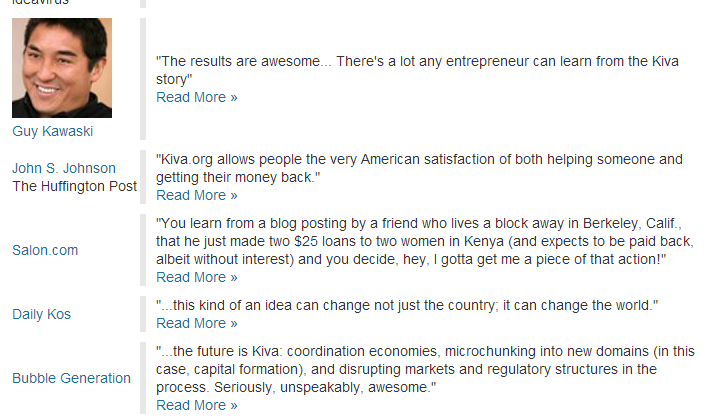 ideavirus
"The results are awesome... There's a lot any entrepreneur can learn from the Kiva
story"
Read More »
Guy Kawaski
John S. Johnson
The Huffington Post
"Kiva.org allows people the very American satisfaction of both helping someone and
getting their money back."
Read More »
Salon.com
"You learn from a blog posting by a friend who lives a block away in Berkeley, Calif.,
that he just made two $25 loans to two women in Kenya (and expects to be paid back,
albeit without interest) and you decide, hey, I gotta get me a piece of that action!"
Read More »
Daily Kos
"...this kind of an idea can change not just the country; it can change the world."
Read More »
Bubble Generation
"...the future is Kiva: coordination economies, microchunking into new domains (in this
case, capital formation), and disrupting markets and regulatory structures in the
process. Seriously, unspeakably, awesome."
Read More »